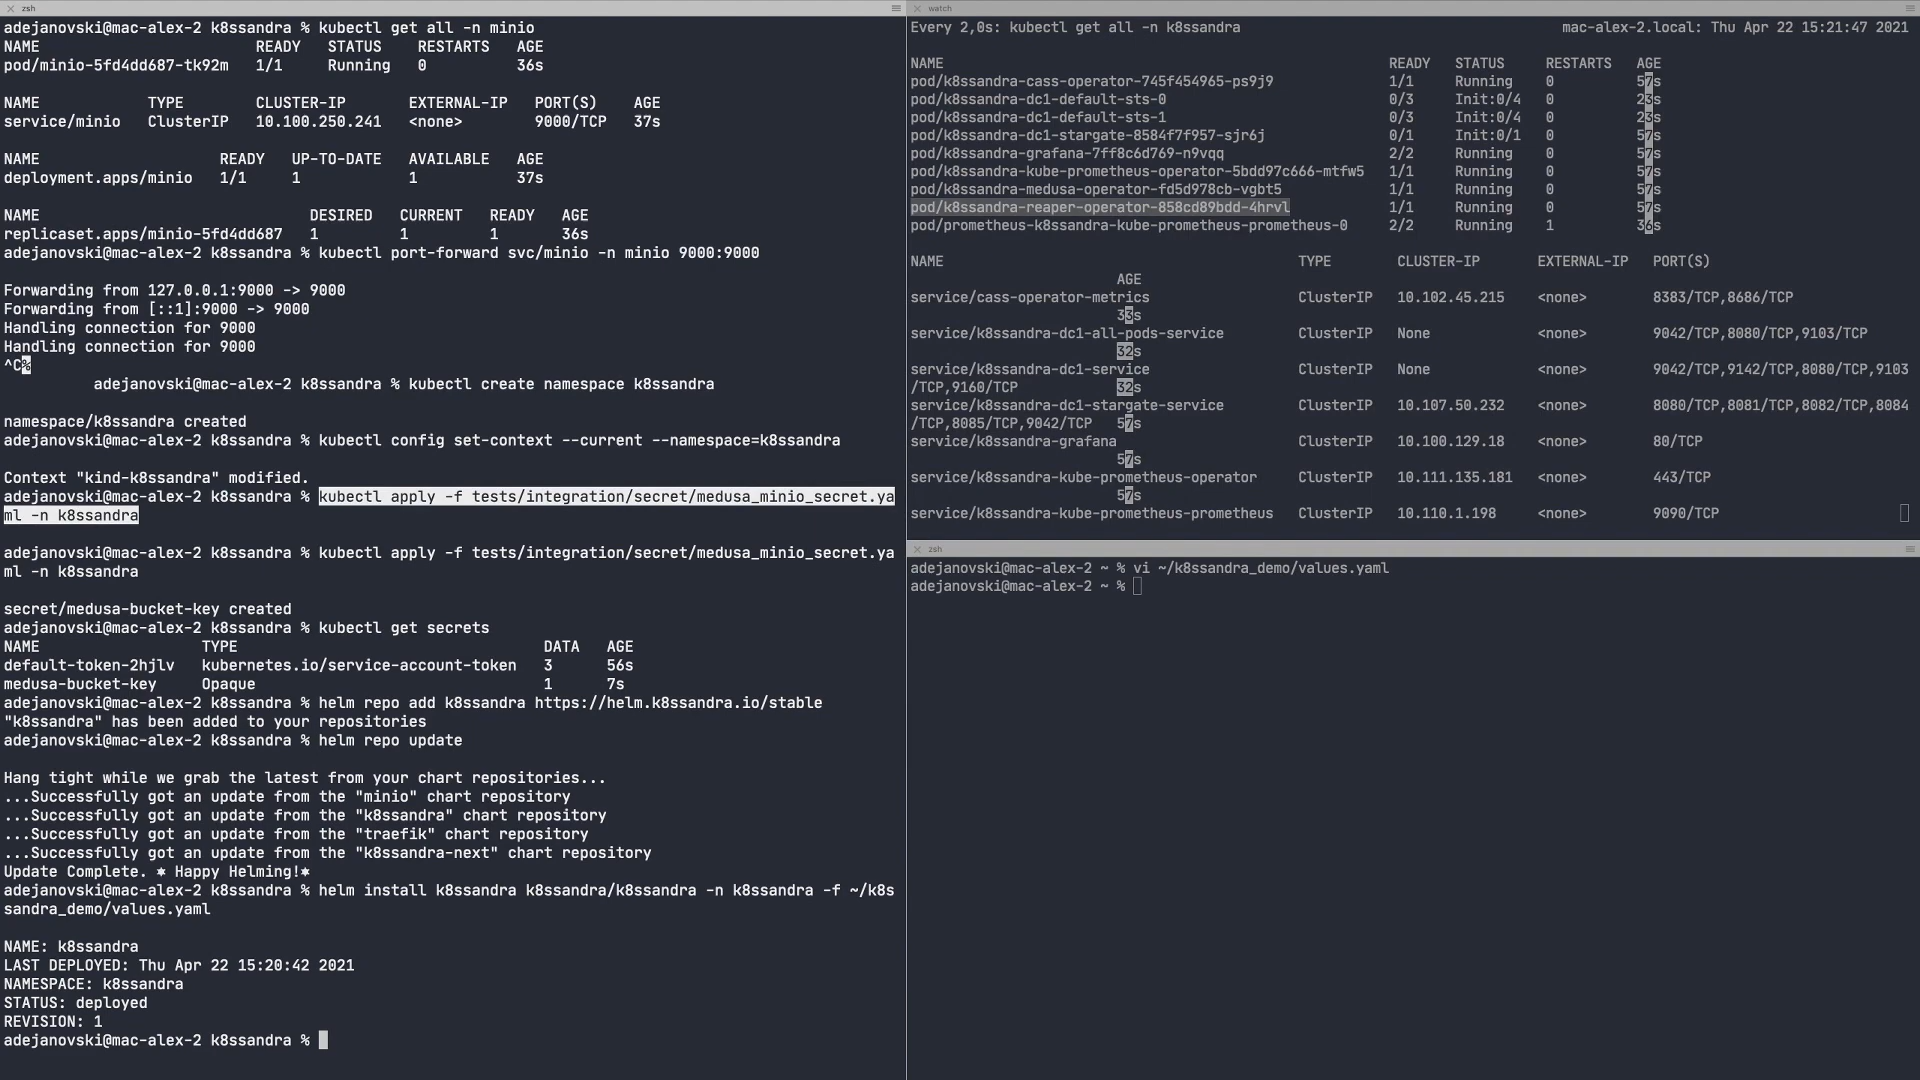 zsh
adejanovski@mac-alex-2 k8ssandra % kubectl get all -n minio
NAME READY STATUS RESTARTS AGE
pod/minio-5fd4dd687-tk92m 1/1 Running 0 36s
NAME TYPE CLUSTER-IP EXTERNAL-IP PORT(S) AGE
service/minio ClusterIP 10.100.250.241 <none> 9000/TCP 37s
NAME READY UP-TO-DATE AVAILABLE AGE
deployment.apps/minio 1/1 1 1 37s
NAME DESIRED CURRENT READY AGE
replicaset.apps/minio-5fd4dd687 1 1 1 36s
adejanovski@mac-alex-2 k8ssandra % kubectl port-forward svc/minio -n minio 9000:9000
Forwarding from 127.0.0.1:9000 -> 9000
Forwarding from [::1]:9000 -> 9000
Handling connection for 9000
Handling connection for 9000
^C%
adejanovski@mac-alex-2 k8ssandra % kubectl create namespace k8ssandra
namespace/k8ssandra created
adejanovski@mac-alex-2 k8ssandra % kubectl config set-context --current --namespace=k8ssandra
Context "kind-k8ssandra" modified.
adejanovski@mac-alex-2 k8ssandra % kubectl apply -f tests/integration/secret/medusa_minio_secret.ya
ml -n k8ssandra
adejanovski@mac-alex-2 k8ssandra % kubectl apply -f tests/integration/secret/medusa_minio_secret.ya
ml -n k8ssandra
secret/medusa-bucket-key created
adejanovski@mac-alex-2 k8ssandra % kubectl get secrets
NAME TYPE DATA AGE
default-token-2hjlv kubernetes.io/service-account-token 3 56s
medusa-bucket-key Opaque 1 7s
adejanovski@mac-alex-2 k8ssandra % helm repo add k8ssandra https://helm.k8ssandra.io/stable
"k8ssandra" has been added to your repositories
adejanovski@mac-alex-2 k8ssandra % helm repo update
Hang tight while we grab the latest from your chart repositories...
...Successfully got an update from the "minio" chart repository
...Successfully got an update from the "k8ssandra" chart repository
...Successfully got an update from the "traefik" chart repository
...Successfully got an update from the "k8ssandra-next" chart repository
Update Complete. ⎈ Happy Helming!⎈
adejanovski@mac-alex-2 k8ssandra % helm install k8ssandra k8ssandra/k8ssandra -n k8ssandra -f ~/k8s
sandra_demo/values.yaml
NAME: k8ssandra
LAST DEPLOYED: Thu Apr 22 15:20:42 2021
NAMESPACE: k8ssandra
STATUS: deployed
REVISION: 1
adejanovski@mac-alex-2 k8ssandra %
watch
Every 2,0s: kubectl get all -n k8ssandra mac-alex-2.local: Thu Apr 22 15:21:47 2021
NAME READY STATUS RESTARTS AGE
pod/k8ssandra-cass-operator-745f454965-ps9j9 1/1 Running 0 57s
pod/k8ssandra-dc1-default-sts-0 0/3 Init:0/4 0 23s
pod/k8ssandra-dc1-default-sts-1 0/3 Init:0/4 0 23s
pod/k8ssandra-dc1-stargate-8584f7f957-sjr6j 0/1 Init:0/1 0 57s
pod/k8ssandra-grafana-7ff8c6d769-n9vqq 2/2 Running 0 57s
pod/k8ssandra-kube-prometheus-operator-5bdd97c666-mtfw5 1/1 Running 0 57s
pod/k8ssandra-medusa-operator-fd5d978cb-vgbt5 1/1 Running 0 57s
pod/k8ssandra-reaper-operator-858cd89bdd-4hrvl 1/1 Running 0 57s
pod/prometheus-k8ssandra-kube-prometheus-prometheus-0 2/2 Running 1 36s
NAME TYPE CLUSTER-IP EXTERNAL-IP PORT(S)
AGE
service/cass-operator-metrics ClusterIP 10.102.45.215 <none> 8383/TCP,8686/TCP
33s
service/k8ssandra-dc1-all-pods-service ClusterIP None <none> 9042/TCP,8080/TCP,9103/TCP
32s
service/k8ssandra-dc1-service ClusterIP None <none> 9042/TCP,9142/TCP,8080/TCP,9103
/TCP,9160/TCP 32s
service/k8ssandra-dc1-stargate-service ClusterIP 10.107.50.232 <none> 8080/TCP,8081/TCP,8082/TCP,8084
/TCP,8085/TCP,9042/TCP 57s
service/k8ssandra-grafana ClusterIP 10.100.129.18 <none> 80/TCP
57s
service/k8ssandra-kube-prometheus-operator ClusterIP 10.111.135.181 <none> 443/TCP
57s
service/k8ssandra-kube-prometheus-prometheus ClusterIP 10.110.1.198 <none> 9090/TCP
zsh
adejanovski@mac-alex-2 ~ % vi ~/k8ssandra_demo/values.yaml
adejanovski@mac-alex-2 ~ %